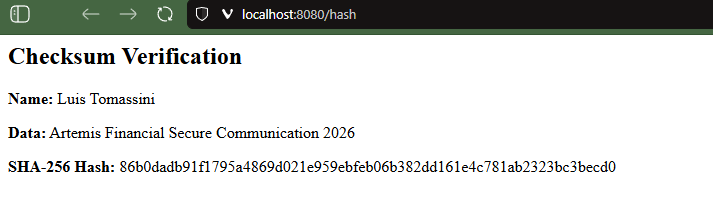 localhost:8080/hash
Checksum Verification
Name: Luis Tomassini
Data: Artemis Financial Secure Communication 2026
SHA-256 Hash: 86b0dadb91f1795a4869d021e959ebfeb06b382dd161e4c781ab2323bc3becd0